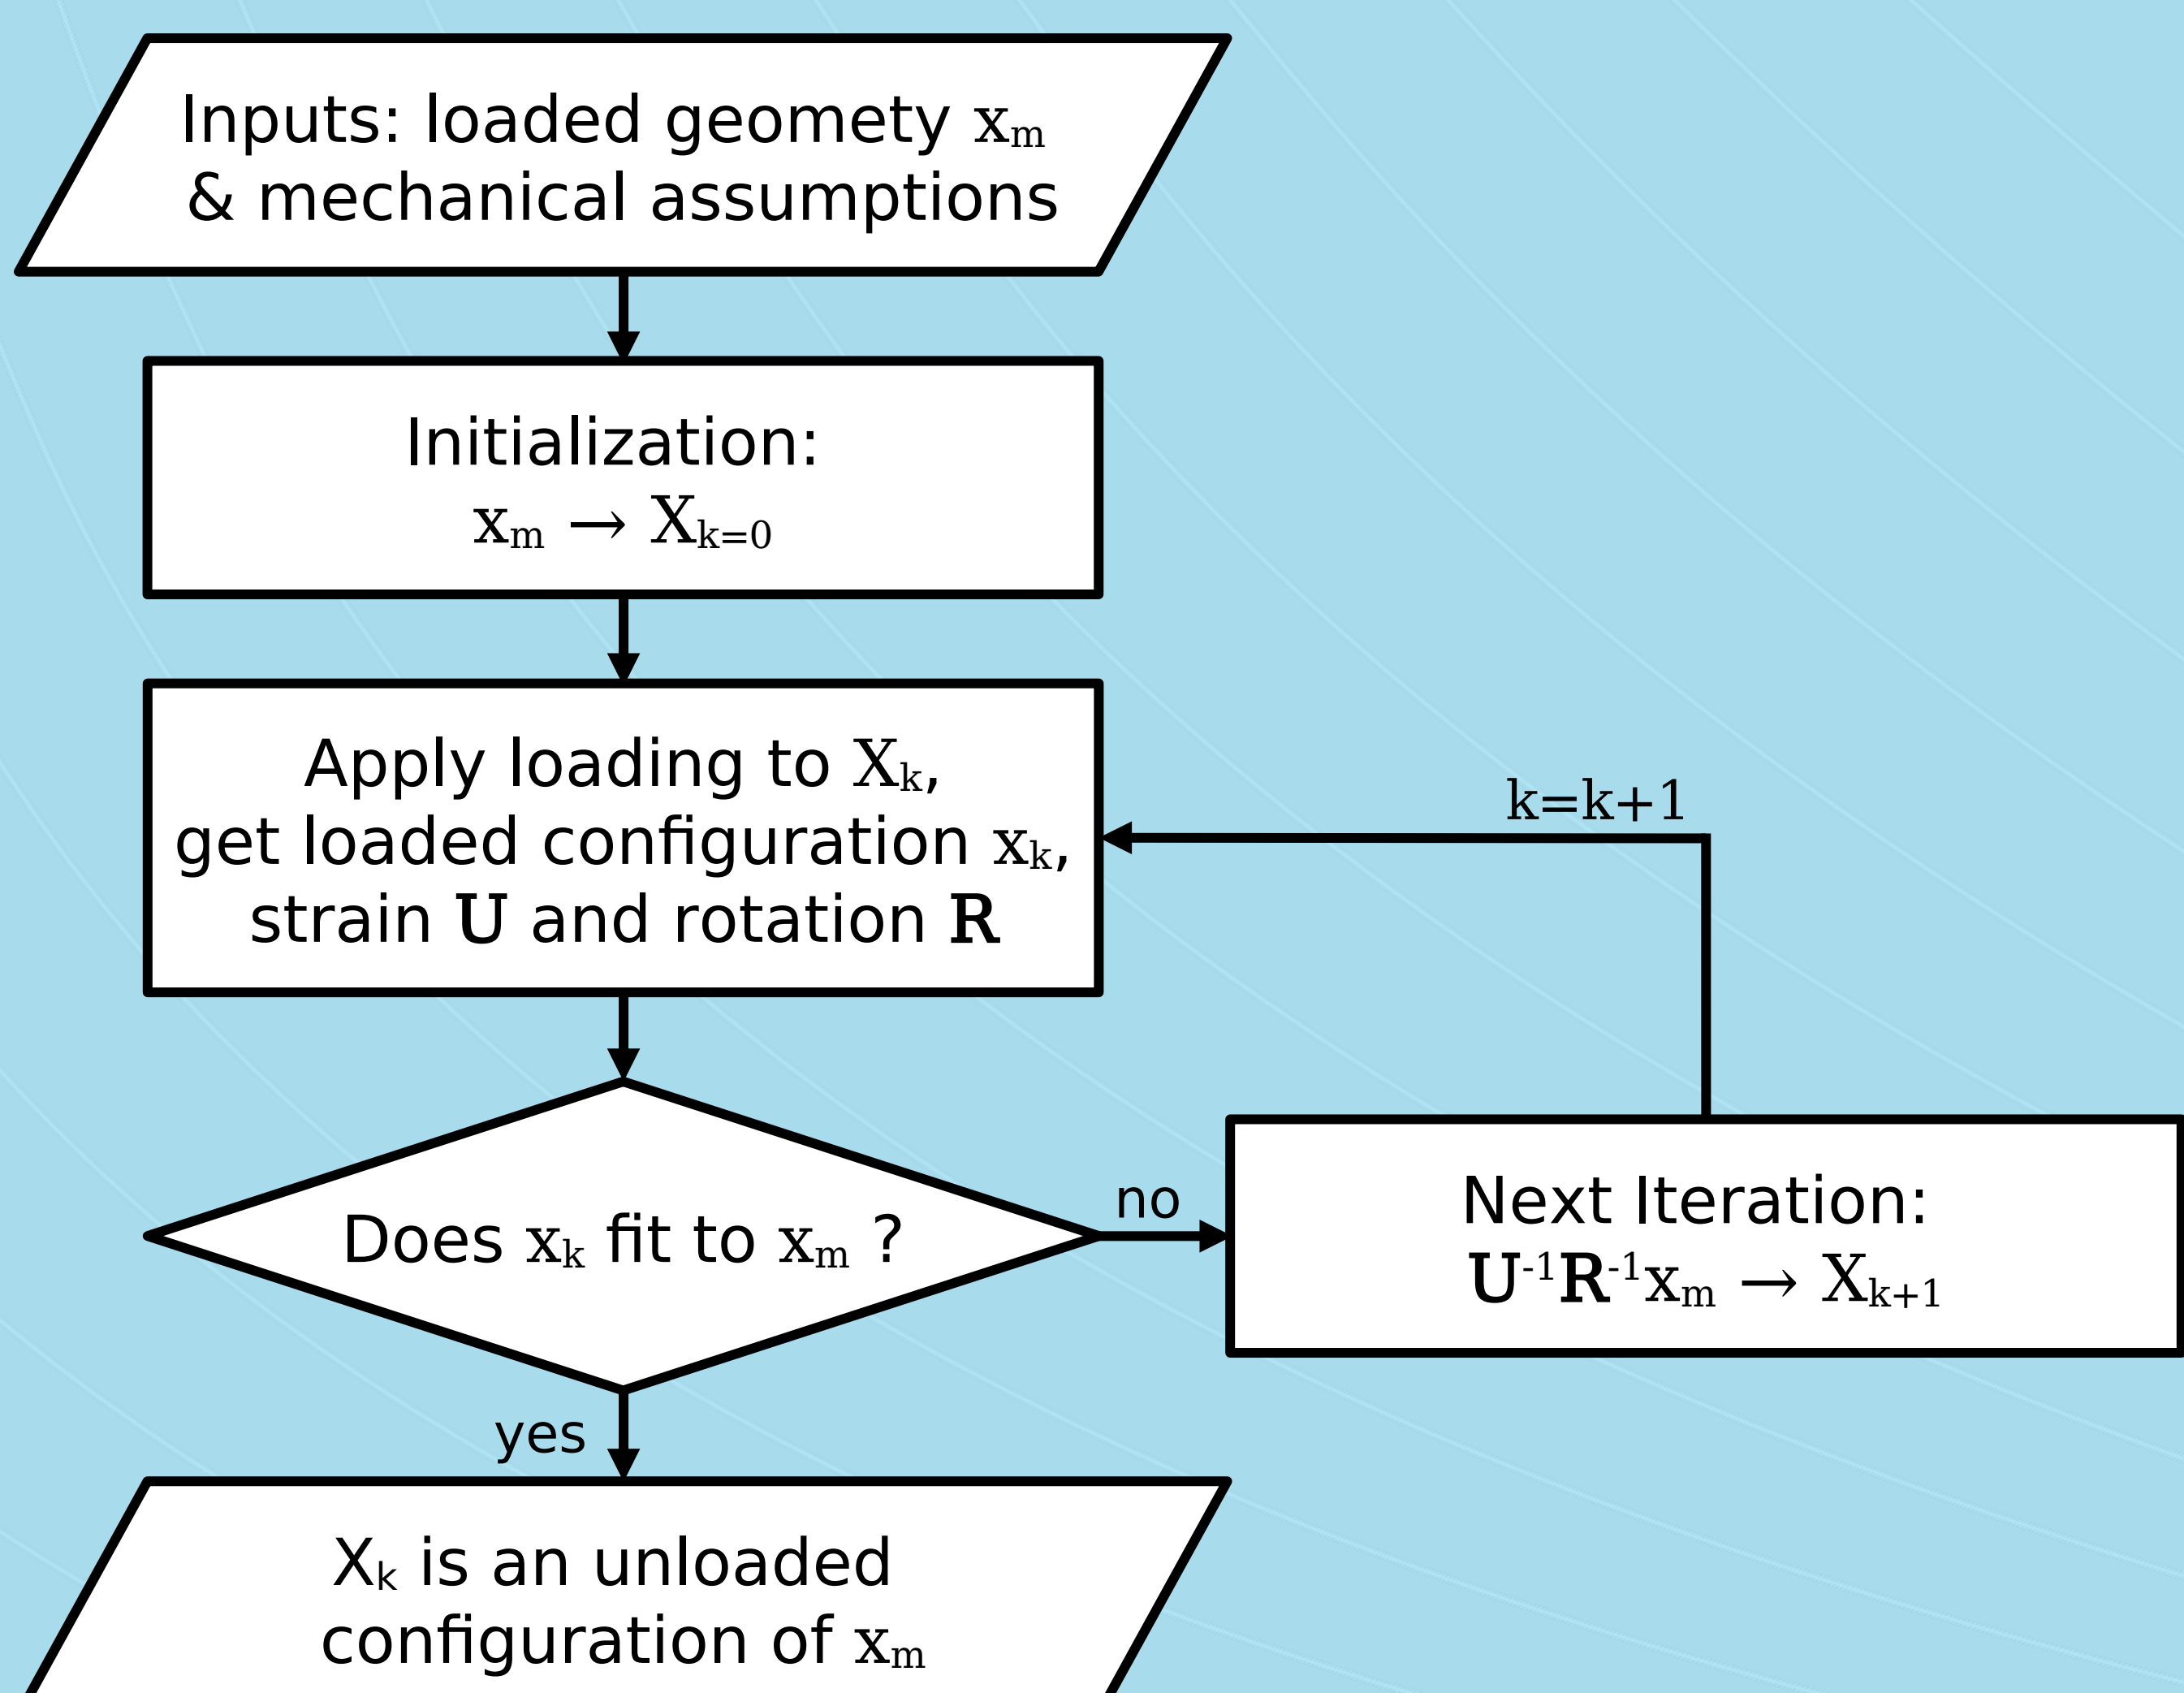 Inputs: loaded geomety xₘ
& mechanical assumptions
Initialization:
xₘ → Xₖ₌₀
Apply loading to Xₖ,
get loaded configuration xₖ,
strain U and rotation R
k=k+1
Does xₖ fit to xₘ ?
no
Next Iteration:
U⁻¹R⁻¹xₘ → Xₖ₊₁
yes
Xₖ is an unloaded
configuration of xₘ